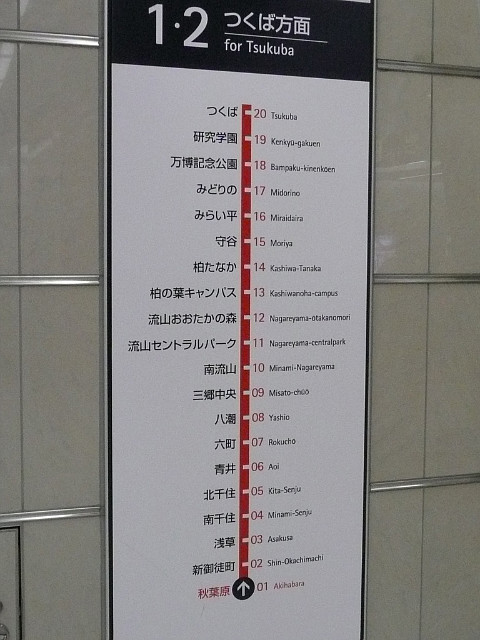 1・2 つくば方面
for Tsukuba
つくば 20 Tsukuba
研究学園 19 Kenkyu-gakuen
万博記念公園 18 Bampaku-kinenkōen
みどりの 17 Midorino
みらい平 16 Miraidaira
守谷 15 Moriya
柏たなか 14 Kashiwa-Tanaka
柏の葉キャンパス 13 Kashiwanoha-campus
流山おおたかの森 12 Nagareyama-ōtakanomori
流山セントラルパーク 11 Nagareyama-centralpark
南流山 10 Minami-Nagareyama
三郷中央 09 Misato-chūō
八潮 08 Yashio
六町 07 Rokuchō
青井 06 Aoi
北千住 05 Kita-Senju
南千住 04 Minami-Senju
浅草 03 Asakusa
新御徒町 02 Shin-Okachimachi
秋葉原 01 Akihabara